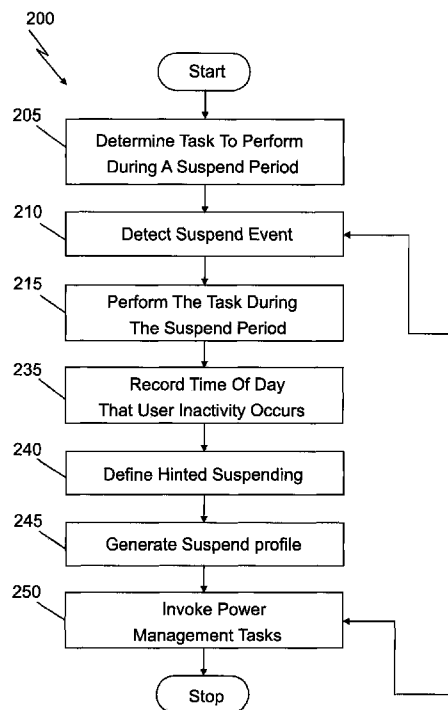 200
Start
205
Determine Task To Perform
During A Suspend Period
210
Detect Suspend Event
215
Perform The Task During
The Suspend Period
235
Record Time Of Day
That User Inactivity Occurs
240
Define Hinted Suspending
245
Generate Suspend profile
250
Invoke Power
Management Tasks
Stop